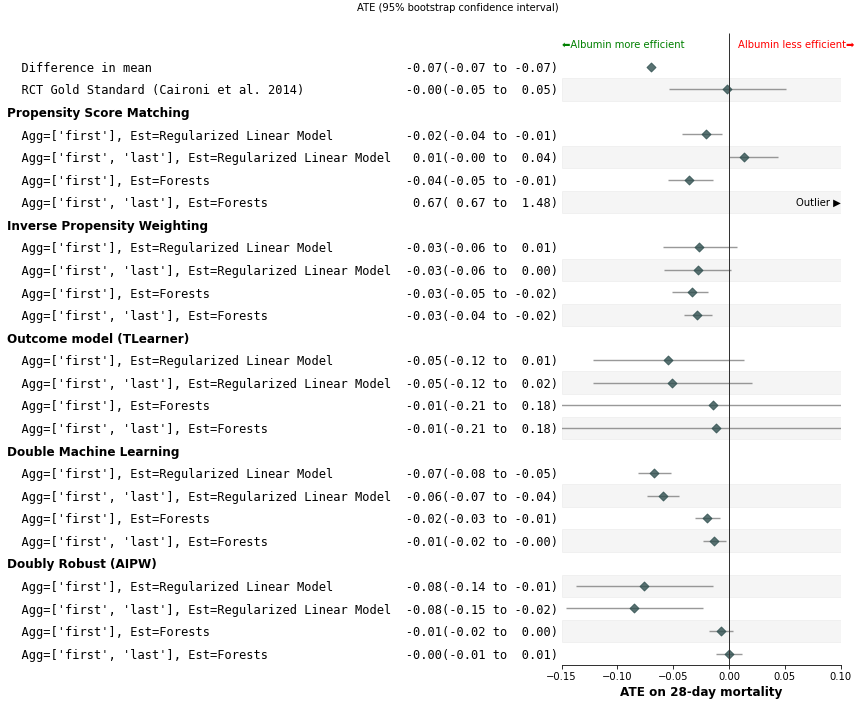 ATE (95% bootstrap confidence interval)
⬅Albumin more efficient Albumin less efficient➡
Difference in mean -0.07(-0.07 to -0.07)
RCT Gold Standard (Caironi et al. 2014) -0.00(-0.05 to 0.05)
Propensity Score Matching
Agg=['first'], Est=Regularized Linear Model -0.02(-0.04 to -0.01)
Agg=['first', 'last'], Est=Regularized Linear Model 0.01(-0.00 to 0.04)
Agg=['first'], Est=Forests -0.04(-0.05 to -0.01)
Agg=['first', 'last'], Est=Forests 0.67( 0.67 to 1.48) Outlier ▶
Inverse Propensity Weighting
Agg=['first'], Est=Regularized Linear Model -0.03(-0.06 to 0.01)
Agg=['first', 'last'], Est=Regularized Linear Model -0.03(-0.06 to 0.00)
Agg=['first'], Est=Forests -0.03(-0.05 to -0.02)
Agg=['first', 'last'], Est=Forests -0.03(-0.04 to -0.02)
Outcome model (TLearner)
Agg=['first'], Est=Regularized Linear Model -0.05(-0.12 to 0.01)
Agg=['first', 'last'], Est=Regularized Linear Model -0.05(-0.12 to 0.02)
Agg=['first'], Est=Forests -0.01(-0.21 to 0.18)
Agg=['first', 'last'], Est=Forests -0.01(-0.21 to 0.18)
Double Machine Learning
Agg=['first'], Est=Regularized Linear Model -0.07(-0.08 to -0.05)
Agg=['first', 'last'], Est=Regularized Linear Model -0.06(-0.07 to -0.04)
Agg=['first'], Est=Forests -0.02(-0.03 to -0.01)
Agg=['first', 'last'], Est=Forests -0.01(-0.02 to -0.00)
Doubly Robust (AIPW)
Agg=['first'], Est=Regularized Linear Model -0.08(-0.14 to -0.01)
Agg=['first', 'last'], Est=Regularized Linear Model -0.08(-0.15 to -0.02)
Agg=['first'], Est=Forests -0.01(-0.02 to 0.00)
Agg=['first', 'last'], Est=Forests -0.00(-0.01 to 0.01)
−0.15 −0.10 −0.05 0.00 0.05 0.10
ATE on 28-day mortality